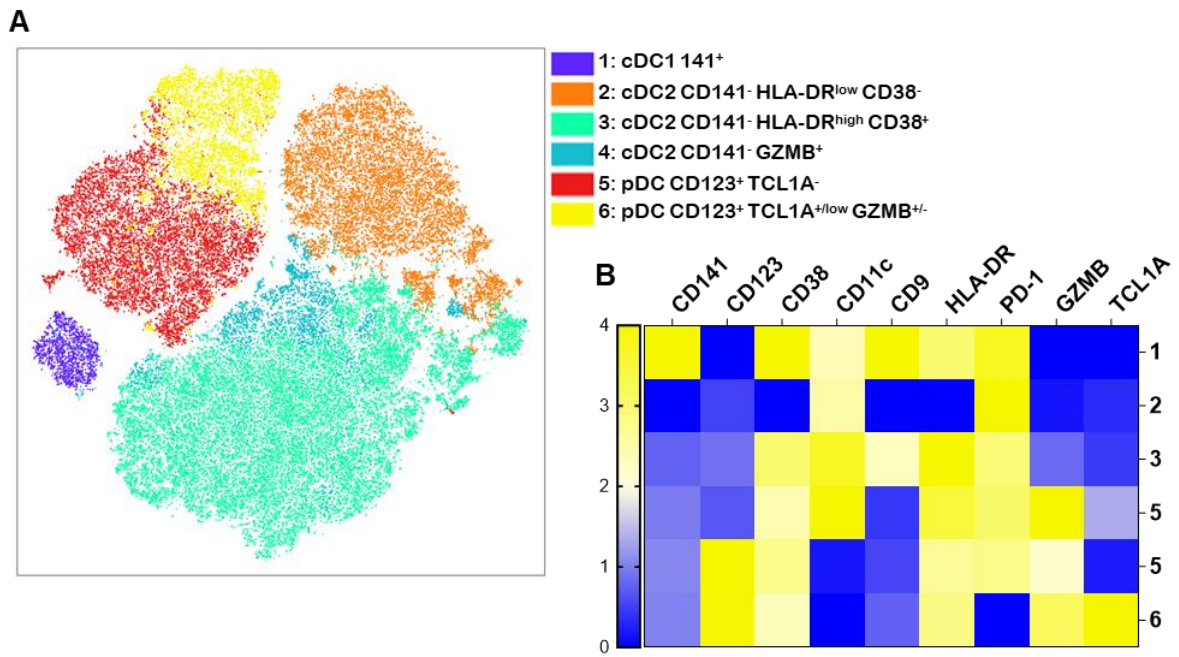 A
1: cDC1 141⁺
2: cDC2 CD141⁻ HLA-DRˡᵒʷ CD38⁻
3: cDC2 CD141⁻ HLA-DRʰⁱᵍʰ CD38⁺
4: cDC2 CD141⁻ GZMB⁺
5: pDC CD123⁺ TCL1A⁻
6: pDC CD123⁺ TCL1A⁺/ˡᵒʷ GZMB⁺/⁻
B
CD141 CD123 CD38 CD11c CD9 HLA-DR PD-1 GZMB TCL1A
4
1
2
3
3
2
5
1
5
6
0